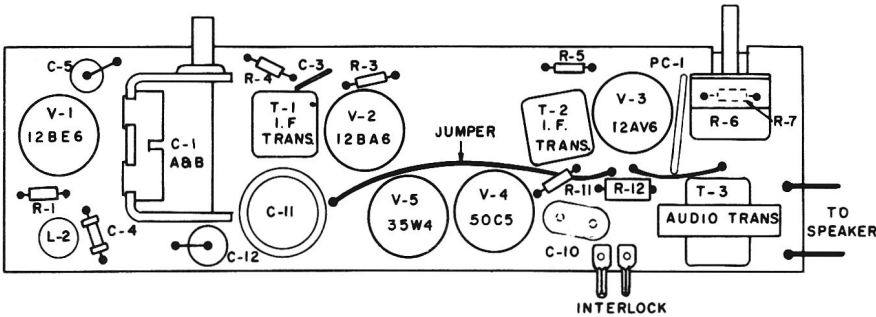 C-5
V-1
12BE6
C-1
A&B
R-4
C-3
R-3
T-1
I.F
TRANS.
V-2
12BA6
JUMPER
R-5
T-2
I.F.
TRANS.
V-3
12AV6
PC-1
R-6
R-7
R-1
L-2
C-4
C-12
C-11
V-5
35W4
V-4
50C5
R-11
R-12
C-10
T-3
AUDIO TRANS
TO
SPEAKER
INTERLOCK